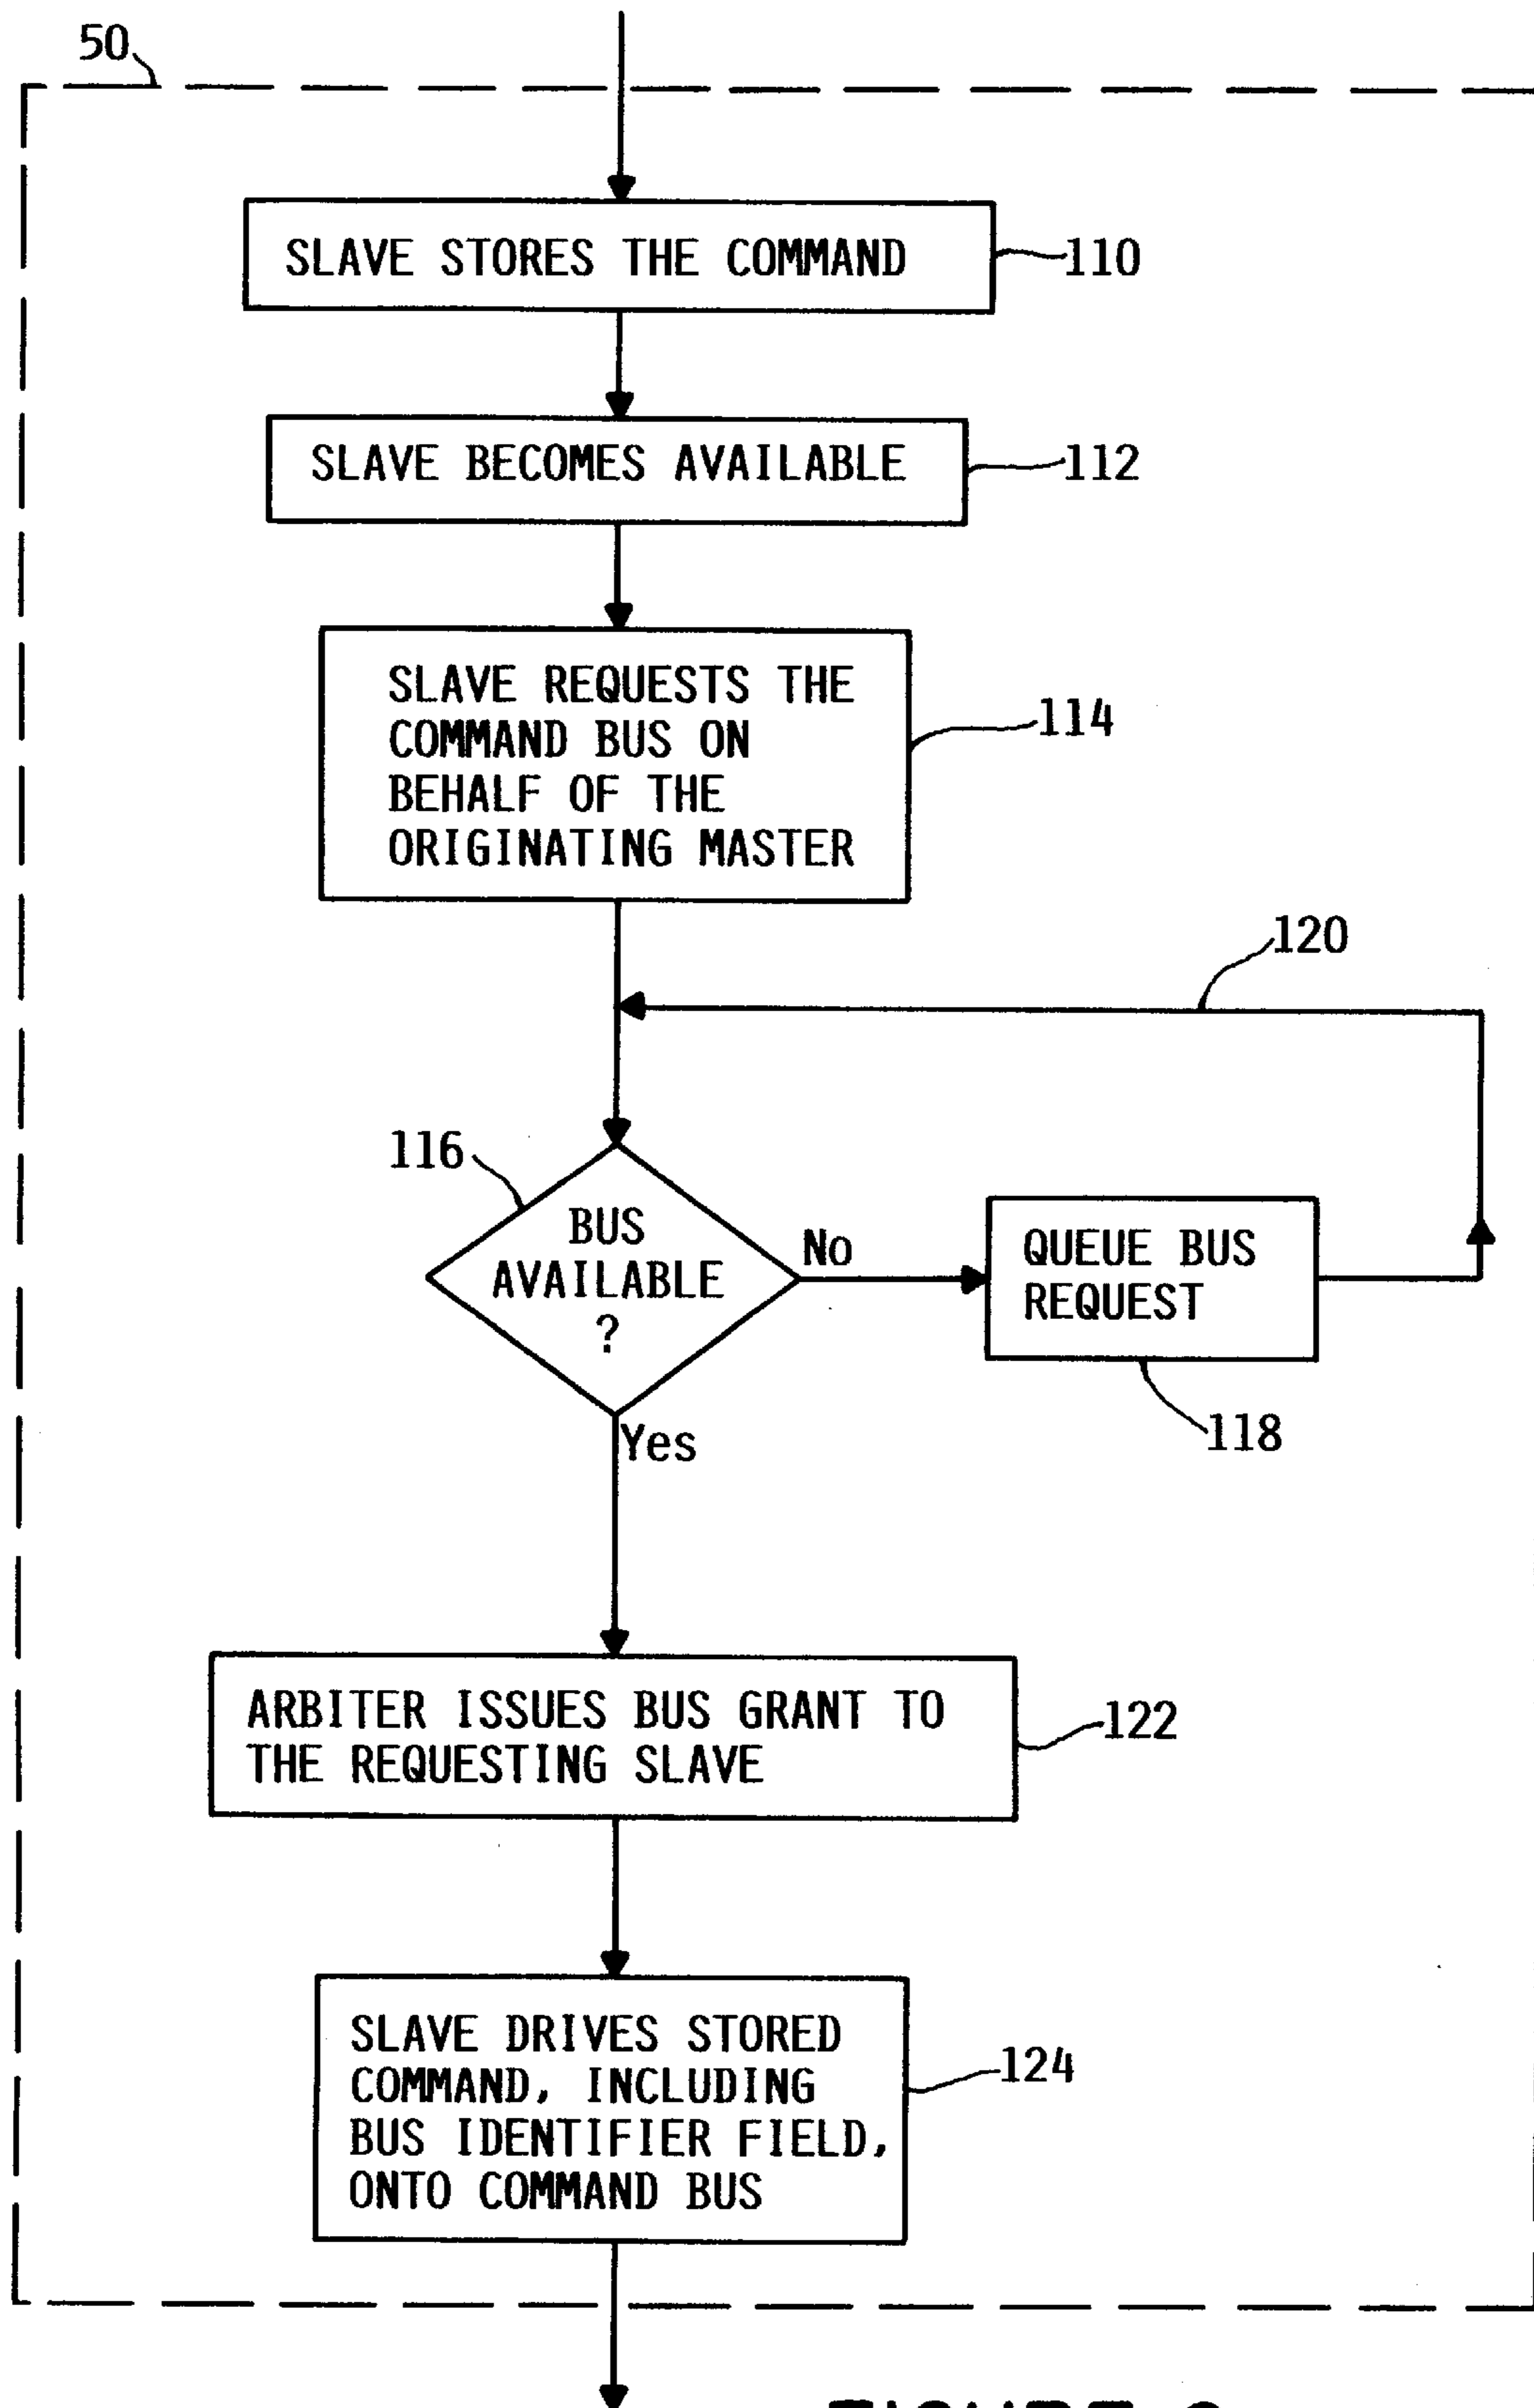 50
SLAVE STORES THE COMMAND
110
SLAVE BECOMES AVAILABLE
112
SLAVE REQUESTS THE
COMMAND BUS ON
BEHALF OF THE
ORIGINATING MASTER
114
120
116
BUS
AVAILABLE
?
No
QUEUE BUS
REQUEST
118
Yes
ARBITER ISSUES BUS GRANT TO
THE REQUESTING SLAVE
122
SLAVE DRIVES STORED
COMMAND, INCLUDING
BUS IDENTIFIER FIELD,
ONTO COMMAND BUS
124